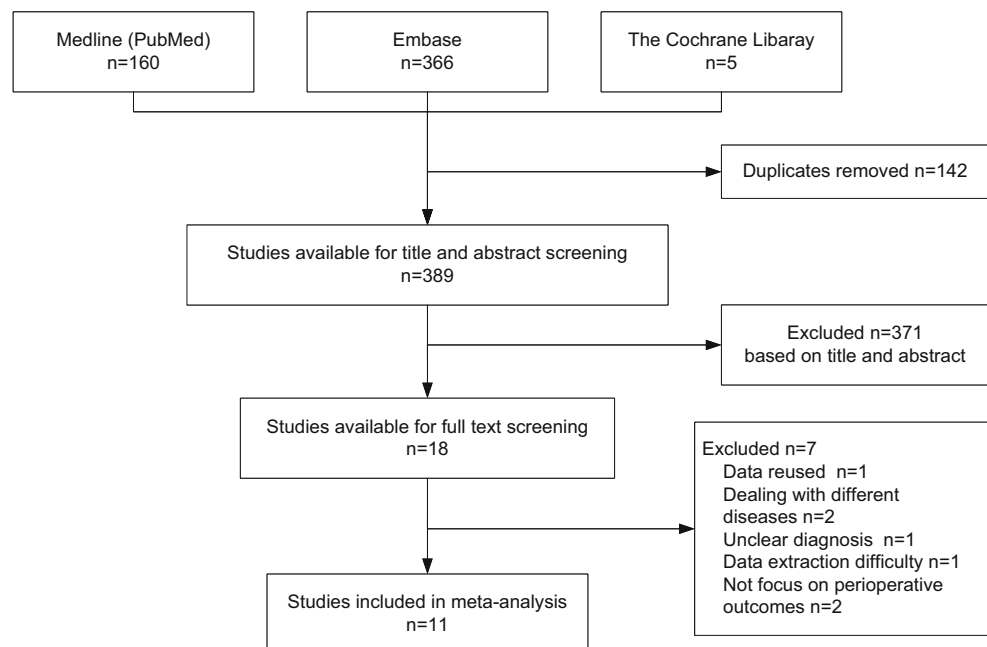 Medline (PubMed)
n=160
Embase
n=366
The Cochrane Libaray
n=5
Duplicates removed n=142
Studies available for title and abstract screening
n=389
Excluded n=371
based on title and abstract
Studies available for full text screening
n=18
Excluded n=7
Data reused n=1
Dealing with different
diseases n=2
Unclear diagnosis n=1
Data extraction difficulty n=1
Not focus on perioperative
outcomes n=2
Studies included in meta-analysis
n=11